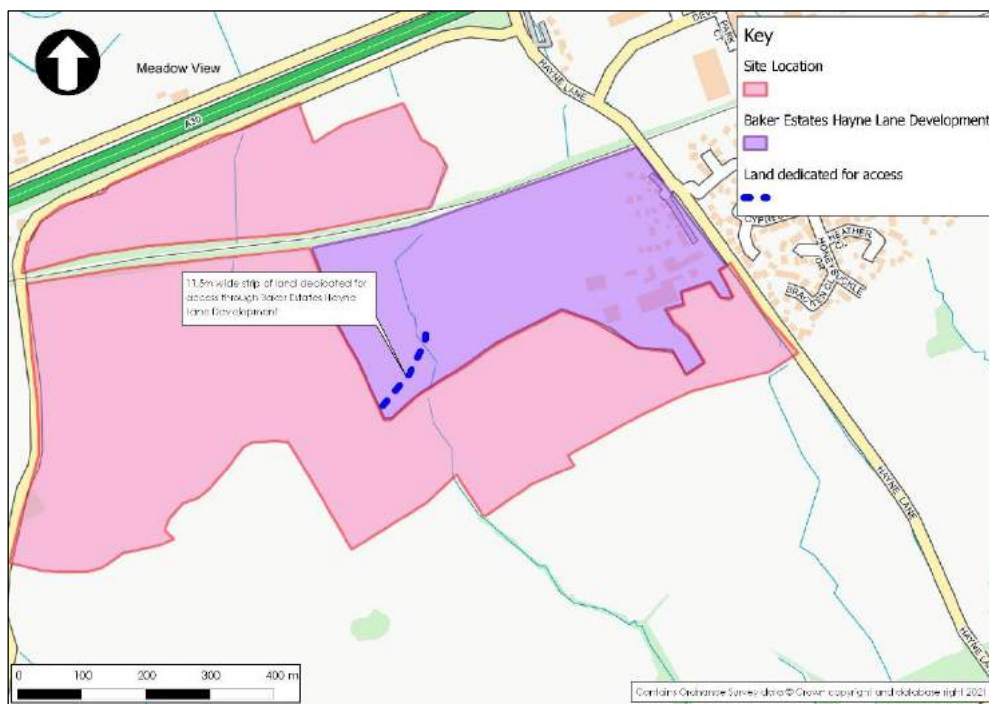 Meadow View
A30
HAYNE LANE
PARK
CT
Key
Site Location
Baker Estates Hayne Lane Development
Land dedicated for access
11.5m wide strip of land dedicated for
access through Baker Estates Hayne
Lane Development
HEATHER
HONEYSUCKLE
HAYNE LANE
HAYNE
0 100 200 300 400 m
Contains Ordnance Survey data © Crown copyright and database right 2021